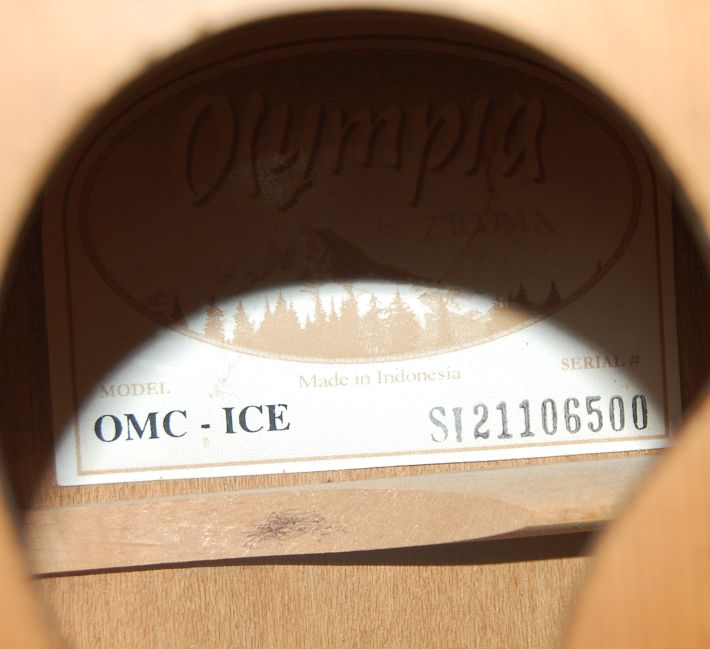 Olympia
by TACOMA
MODEL Made in Indonesia SERIAL #
OMC - ICE SI21106500